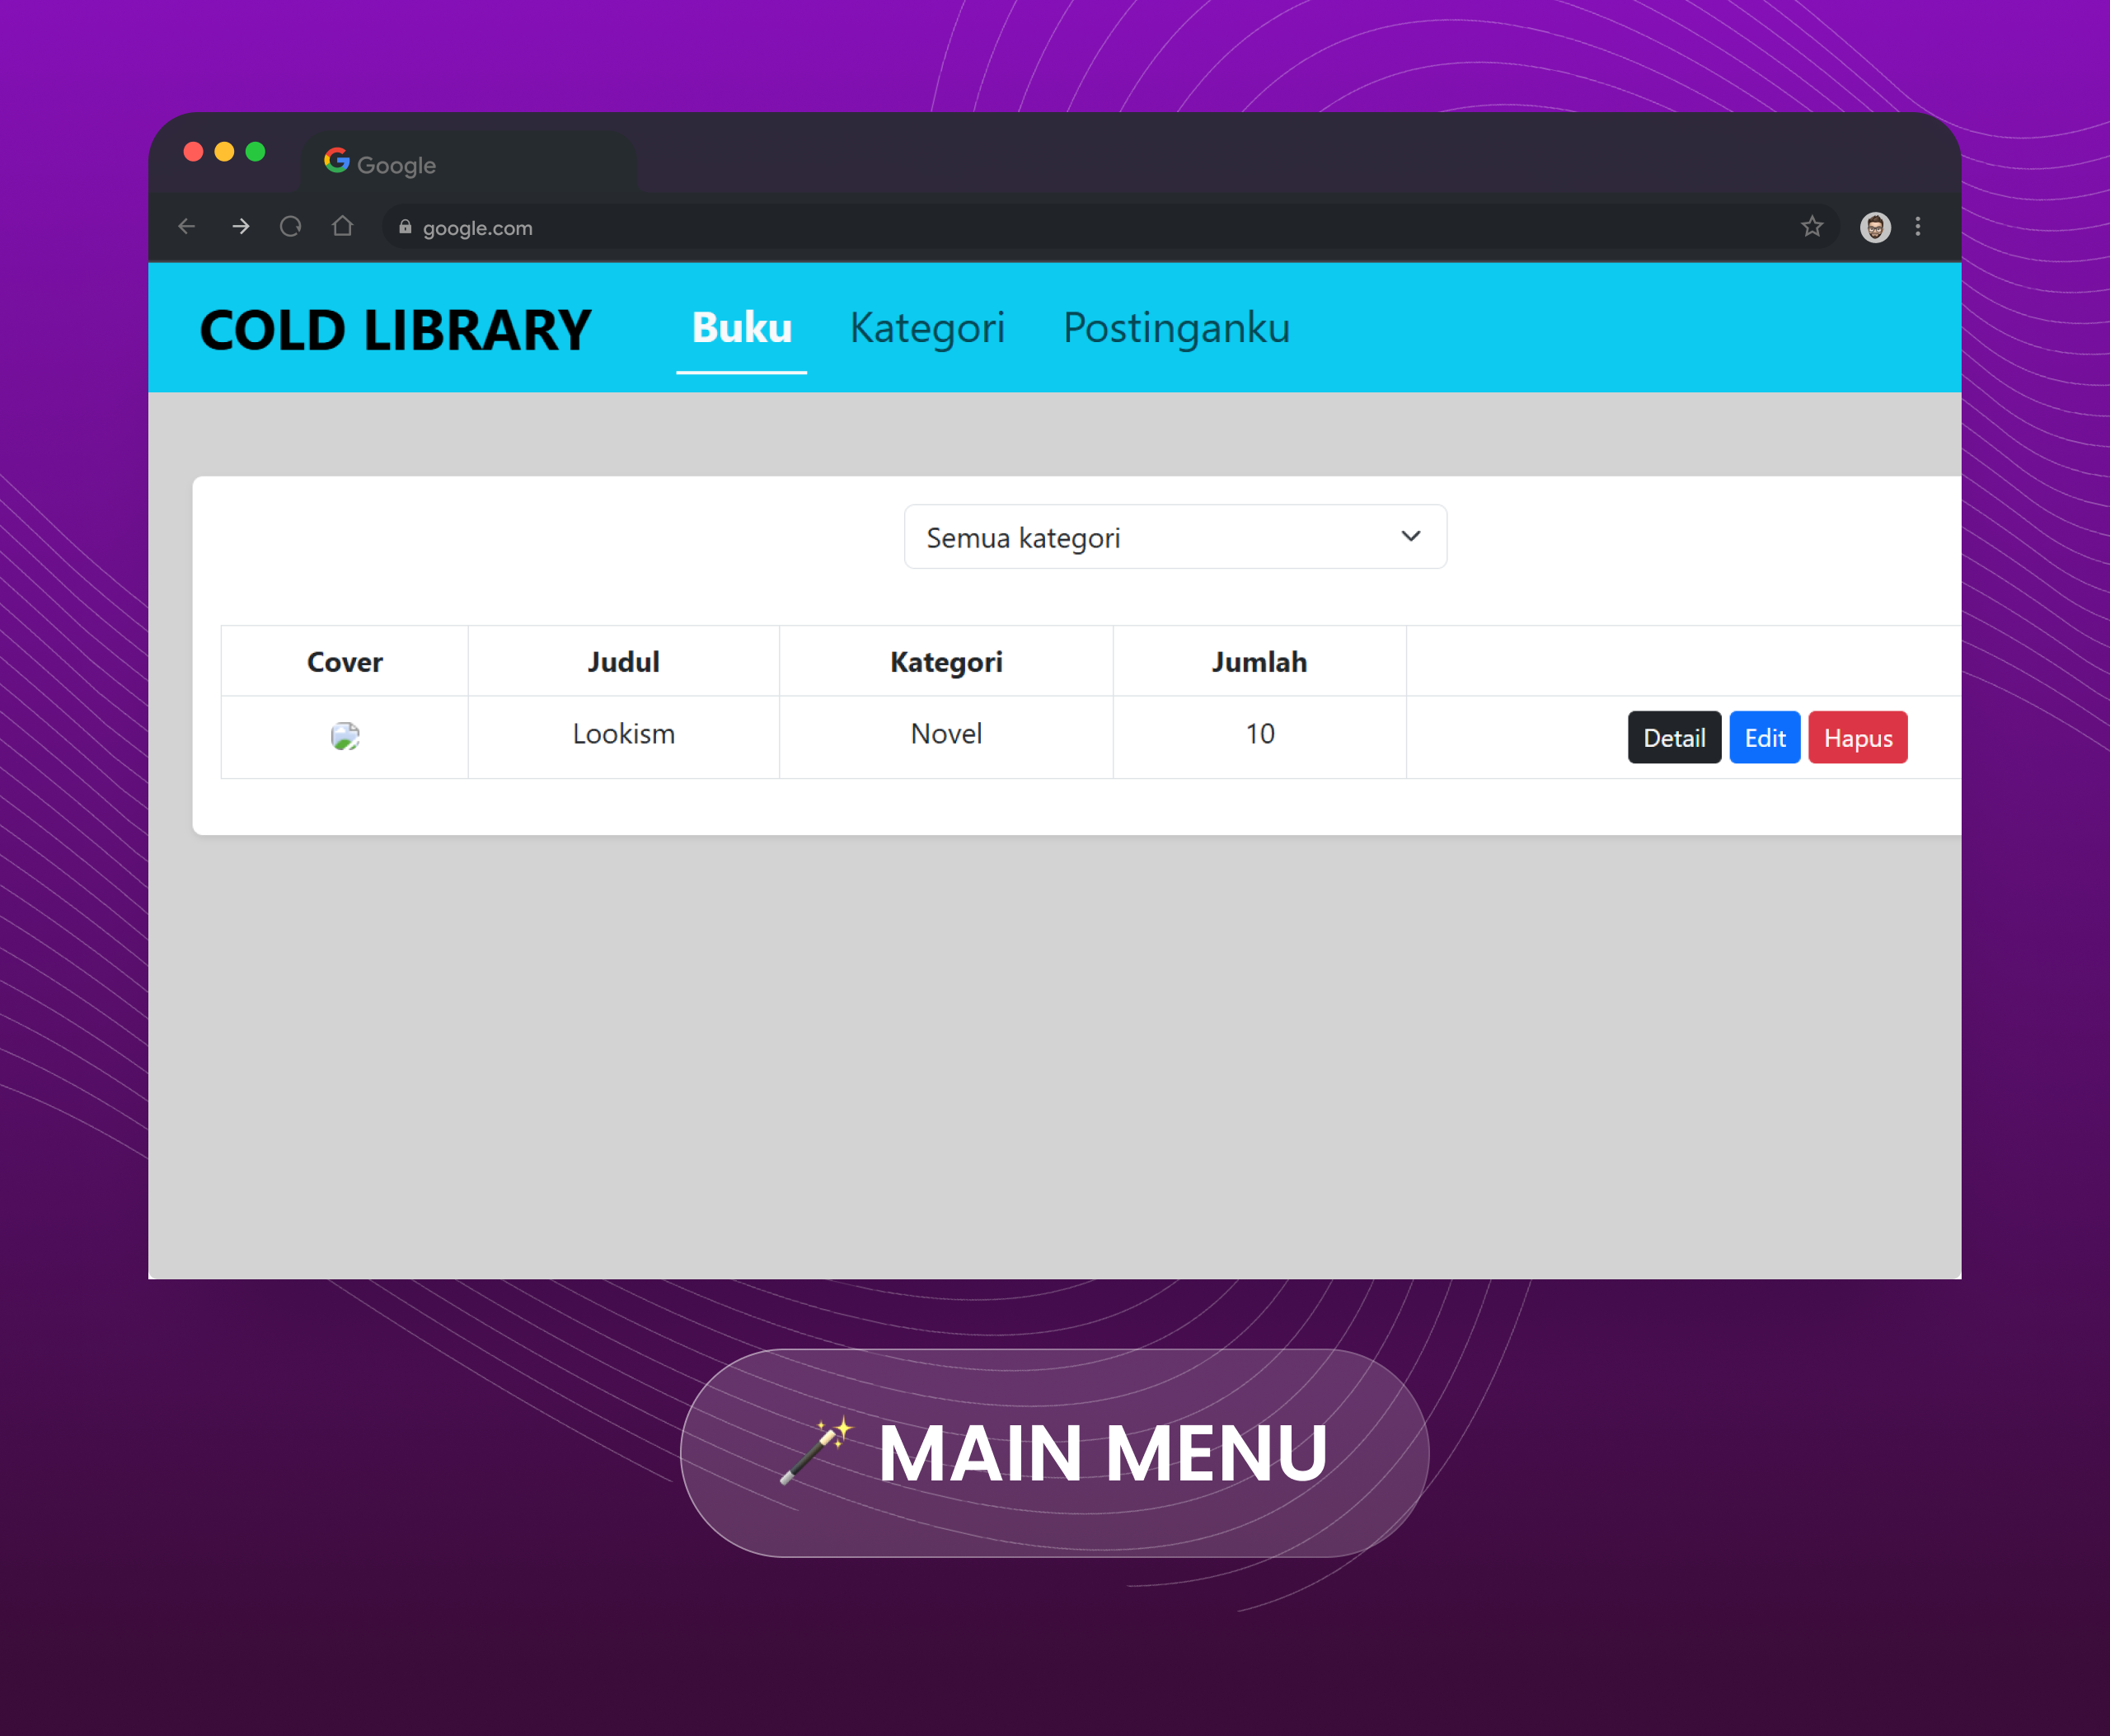 Google
google.com
COLD LIBRARY Buku Kategori Postinganku
Semua kategori
Cover Judul Kategori Jumlah
Lookism Novel 10 Detail Edit Hapus
MAIN MENU